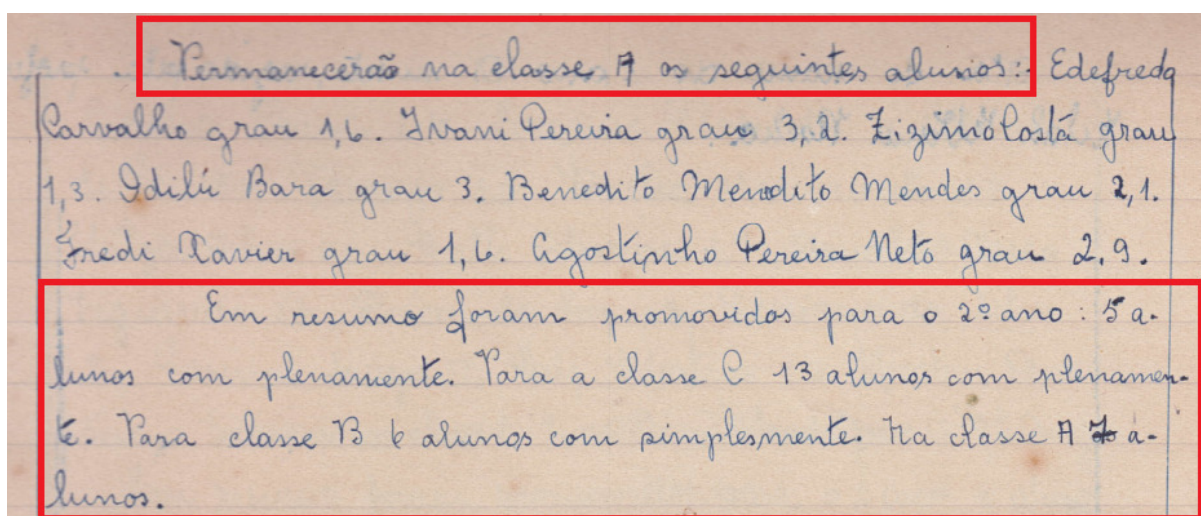 Permanecerão na classe A os seguintes alunos:- Edefreda
Carvalho grau 1,6. Ivani Pereira grau 3,2. Zizimo Costa grau
1,3. Idilú Bara grau 3. Benedito Mendito Mendes grau 2,1.
Fredi Xavier grau 1,6. Agostinho Pereira Neto grau 2,9.
Em resumo foram promovidos para o 2º ano: 5 a-
lunos com plenamente. Para a classe C 13 alunos com plenamen-
te. Para classe B 6 alunos com simplesmente. Na classe A 7 a-
lunos.